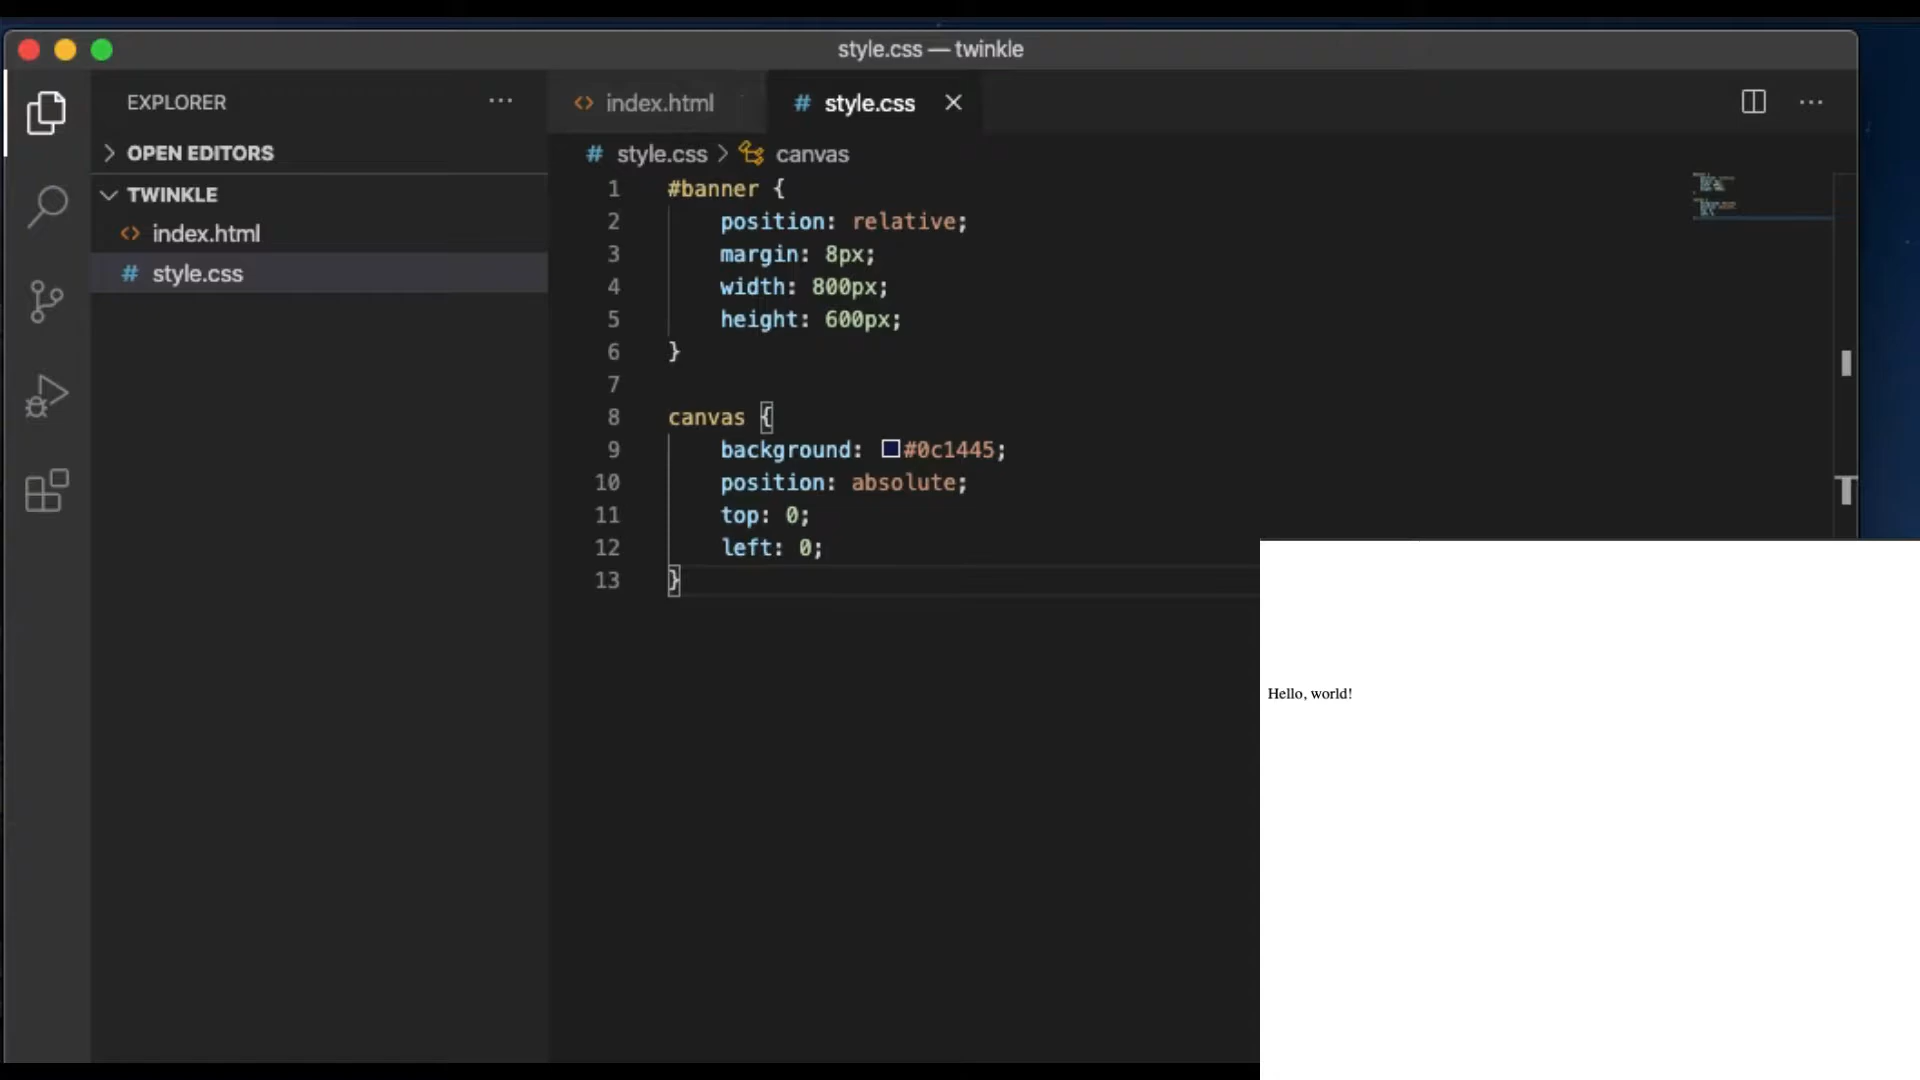 style.css — twinkle
EXPLORER
OPEN EDITORS
TWINKLE
index.html
style.css
index.html
style.css
style.css > canvas
1 #banner {
2 position: relative;
3 margin: 8px;
4 width: 800px;
5 height: 600px;
6 }
7
8 canvas {
9 background: #0c1445;
10 position: absolute;
11 top: 0;
12 left: 0;
13 }
Hello, world!